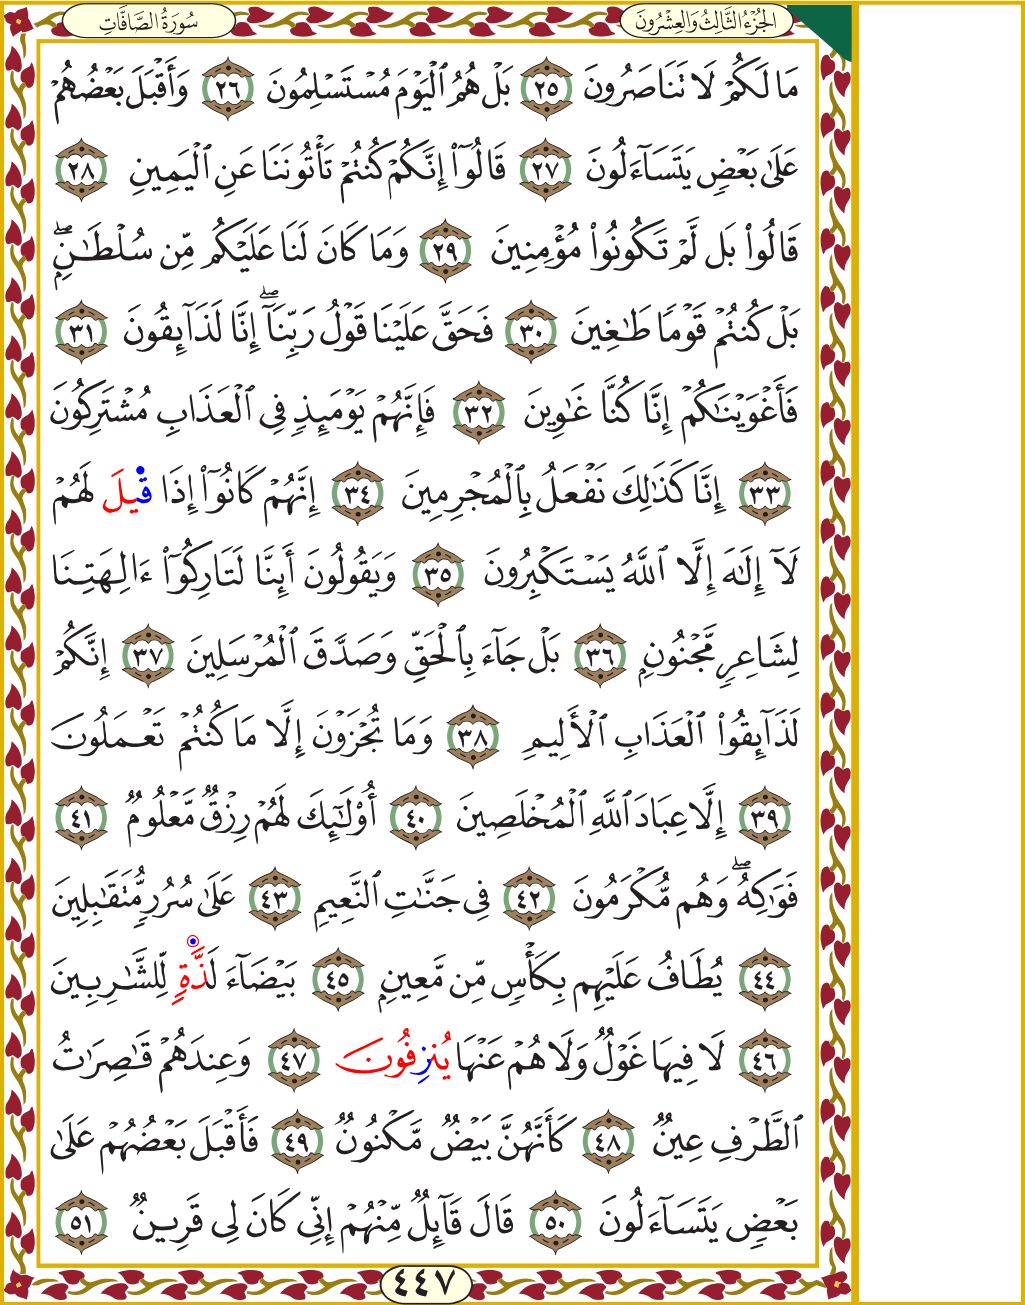 الجُزْءُ الثَّالِثُ وَالعِشْرُونَ
سُورَةُ الصَّافَّاتِ
مَا لَكُمْ لَا تَنَاصَرُونَ ٢٥ بَلْ هُمُ ٱلْيَوْمَ مُسْتَسْلِمُونَ ٢٦ وَأَقْبَلَ بَعْضُهُمْ
عَلَىٰ بَعْضٍ يَتَسَآءَلُونَ ٢٧ قَالُوٓا۟ إِنَّكُمْ كُنتُمْ تَأْتُونَنَا عَنِ ٱلْيَمِينِ ٢٨
قَالُوا۟ بَل لَّمْ تَكُونُوا۟ مُؤْمِنِينَ ٢٩ وَمَا كَانَ لَنَا عَلَيْكُم مِّن سُلْطَـٰنٍۭ ۖ
بَلْ كُنتُمْ قَوْمًا طَـٰغِينَ ٣٠ فَحَقَّ عَلَيْنَا قَوْلُ رَبِّنَآ ۖ إِنَّا لَذَآئِقُونَ ٣١
فَأَغْوَيْنَـٰكُمْ إِنَّا كُنَّا غَـٰوِينَ ٣٢ فَإِنَّهُمْ يَوْمَئِذٍ فِى ٱلْعَذَابِ مُشْتَرِكُونَ
٣٣ إِنَّا كَذَٰلِكَ نَفْعَلُ بِٱلْمُجْرِمِينَ ٣٤ إِنَّهُمْ كَانُوٓا۟ إِذَا قِيلَ لَهُمْ
لَآ إِلَـٰهَ إِلَّا ٱللَّهُ يَسْتَكْبِرُونَ ٣٥ وَيَقُولُونَ أَئِنَّا لَتَارِكُوٓا۟ ءَالِهَتِنَا
لِشَاعِرٍ مَّجْنُونٍۭ ٣٦ بَلْ جَآءَ بِٱلْحَقِّ وَصَدَّقَ ٱلْمُرْسَلِينَ ٣٧ إِنَّكُمْ
لَذَآئِقُوا۟ ٱلْعَذَابِ ٱلْأَلِيمِ ٣٨ وَمَا تُجْزَوْنَ إِلَّا مَا كُنتُمْ تَعْمَلُونَ
٣٩ إِلَّا عِبَادَ ٱللَّهِ ٱلْمُخْلَصِينَ ٤٠ أُو۟لَـٰٓئِكَ لَهُمْ رِزْقٌ مَّعْلُومٌ ٤١
فَوَٰكِهُ ۖ وَهُم مُّكْرَمُونَ ٤٢ فِى جَنَّـٰتِ ٱلنَّعِيمِ ٤٣ عَلَىٰ سُرُرٍ مُّتَقَـٰبِلِينَ
٤٤ يُطَافُ عَلَيْهِم بِكَأْسٍ مِّن مَّعِينٍۭ ٤٥ بَيْضَآءَ لَذَّةٍ لِّلشَّـٰرِبِينَ
٤٦ لَا فِيهَا غَوْلٌ وَلَا هُمْ عَنْهَا يُنزِفُونَ ٤٧ وَعِندَهُمْ قَـٰصِرَٰتُ
ٱلطَّرْفِ عِينٌ ٤٨ كَأَنَّهُنَّ بَيْضٌ مَّكْنُونٌ ٤٩ فَأَقْبَلَ بَعْضُهُمْ عَلَىٰ
بَعْضٍ يَتَسَآءَلُونَ ٥٠ قَالَ قَآئِلٌ مِّنْهُمْ إِنِّى كَانَ لِى قَرِينٌ ٥١
٤٤٧